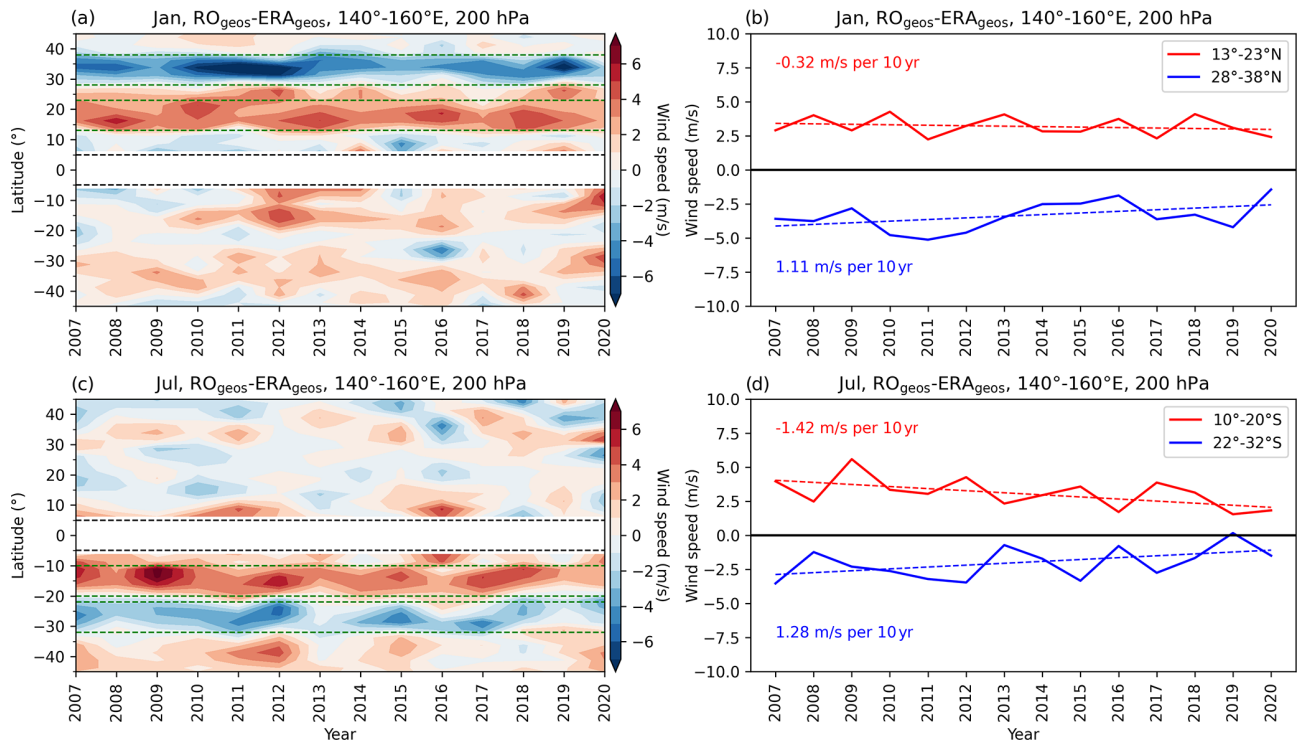 (a) Jan, ROgeos-ERAgeos, 140°-160°E, 200 hPa
40
30
20
10
0
−10
−20
−30
−40
Latitude (°)
2007 2008 2009 2010 2011 2012 2013 2014 2015 2016 2017 2018 2019 2020
6
4
2
0
−2
−4
−6
Wind speed (m/s)
(b) Jan, ROgeos-ERAgeos, 140°-160°E, 200 hPa
10.0
7.5
5.0
2.5
0.0
−2.5
−5.0
−7.5
−10.0
Wind speed (m/s)
-0.32 m/s per 10 yr
13°-23°N
28°-38°N
1.11 m/s per 10 yr
2007 2008 2009 2010 2011 2012 2013 2014 2015 2016 2017 2018 2019 2020
(c) Jul, ROgeos-ERAgeos, 140°-160°E, 200 hPa
40
30
20
10
0
−10
−20
−30
−40
Latitude (°)
2007 2008 2009 2010 2011 2012 2013 2014 2015 2016 2017 2018 2019 2020
Year
6
4
2
0
−2
−4
−6
Wind speed (m/s)
(d) Jul, ROgeos-ERAgeos, 140°-160°E, 200 hPa
10.0
7.5
5.0
2.5
0.0
−2.5
−5.0
−7.5
−10.0
Wind speed (m/s)
-1.42 m/s per 10 yr
10°-20°S
22°-32°S
1.28 m/s per 10 yr
2007 2008 2009 2010 2011 2012 2013 2014 2015 2016 2017 2018 2019 2020
Year